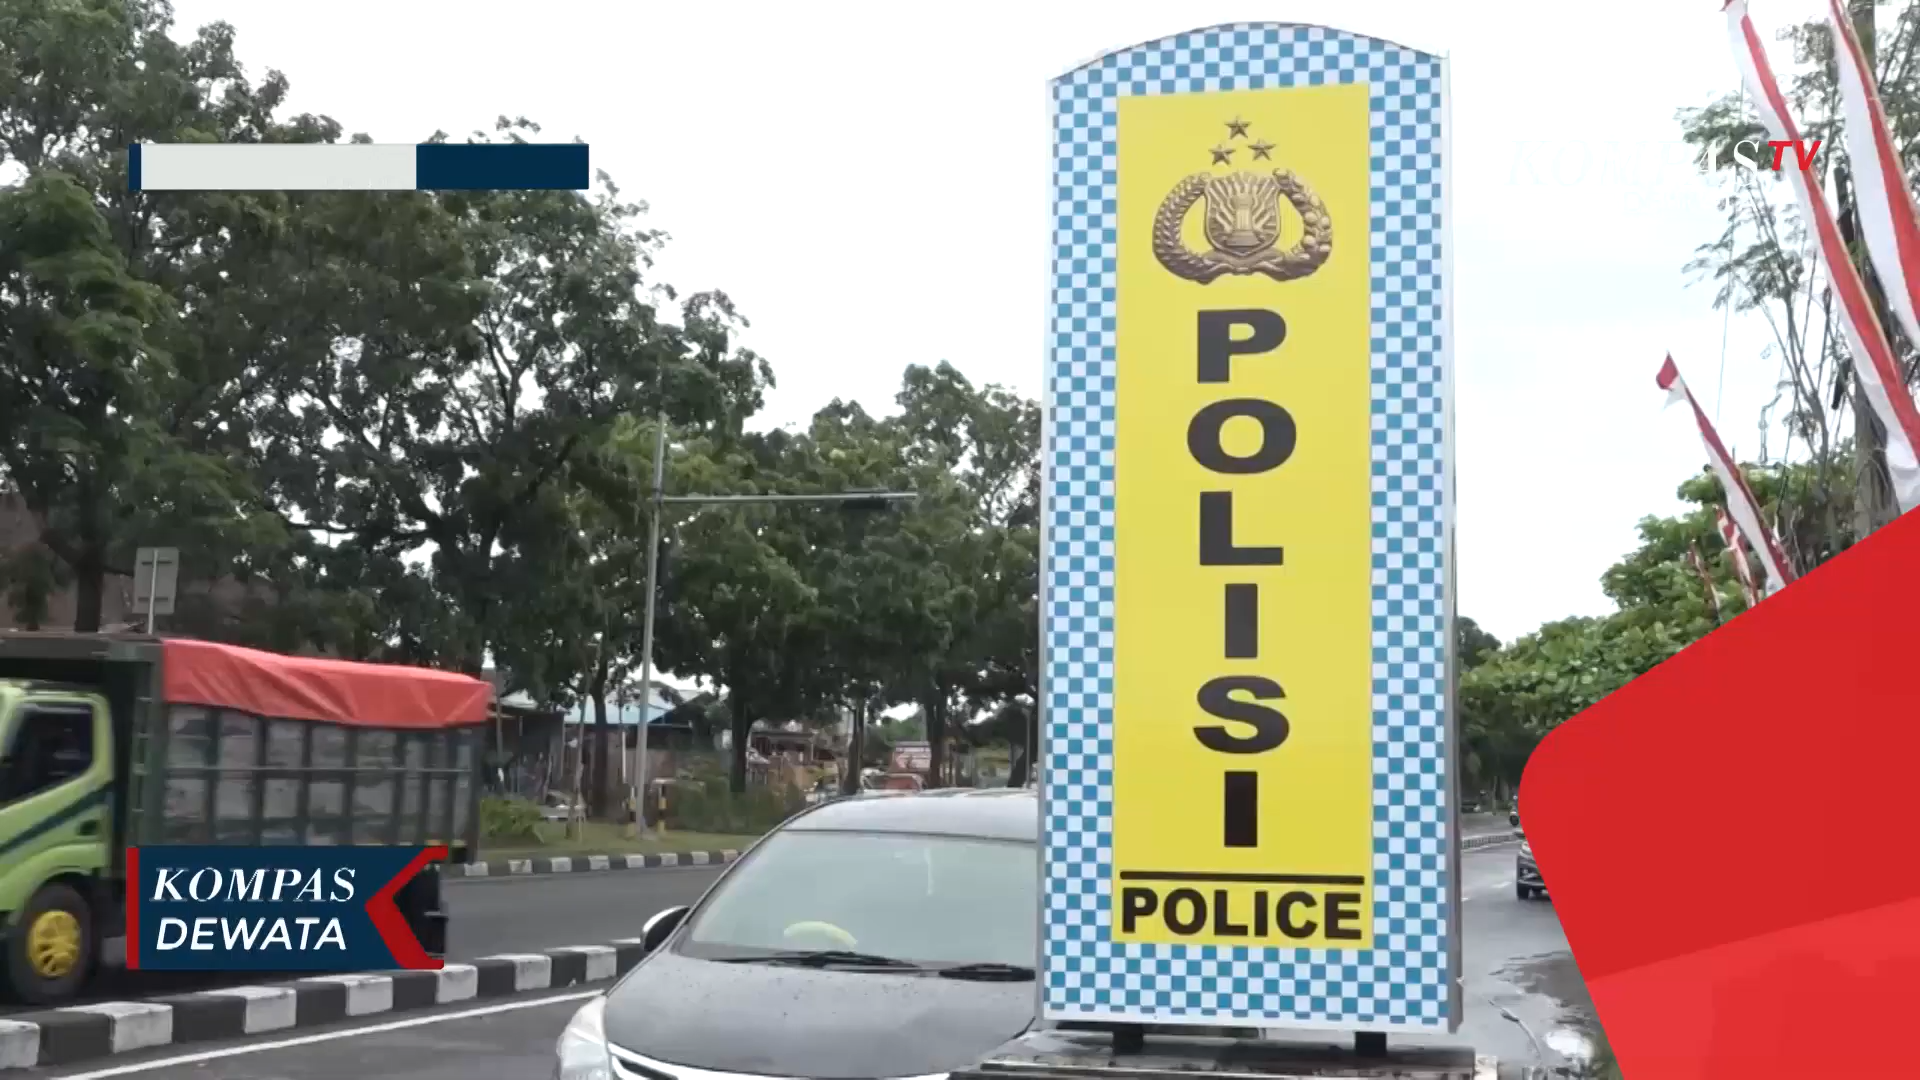 KOMPAS TV
POLISI
POLICE
KOMPAS
DEWATA